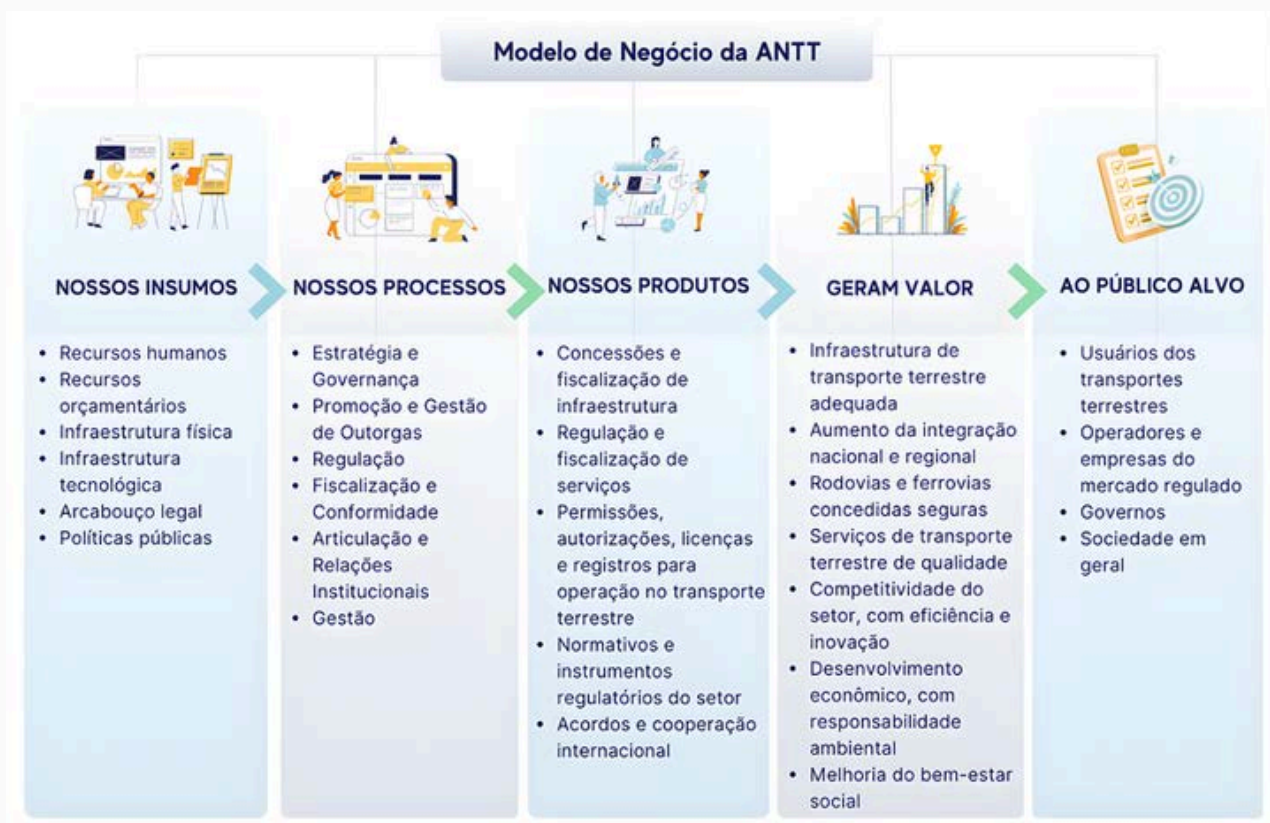 Modelo de Negócio da ANTT
NOSSOS INSUMOS
• Recursos humanos
• Recursos
orçamentários
• Infraestrutura física
• Infraestrutura
tecnológica
• Arcabouço legal
• Políticas públicas
NOSSOS PROCESSOS
• Estratégia e
Governança
• Promoção e Gestão
de Outorgas
• Regulação
• Fiscalização e
Conformidade
• Articulação e
Relações
Institucionais
• Gestão
NOSSOS PRODUTOS
• Concessões e
fiscalização de
infraestrutura
• Regulação e
fiscalização de
serviços
• Permissões,
autorizações, licenças
e registros para
operação no transporte
terrestre
• Normativos e
instrumentos
regulatórios do setor
• Acordos e cooperação
internacional
GERAM VALOR
• Infraestrutura de
transporte terrestre
adequada
• Aumento da integração
nacional e regional
• Rodovias e ferrovias
concedidas seguras
• Serviços de transporte
terrestre de qualidade
• Competitividade do
setor, com eficiência e
inovação
• Desenvolvimento
econômico, com
responsabilidade
ambiental
• Melhoria do bem-estar
social
AO PÚBLICO ALVO
• Usuários dos
transportes
terrestres
• Operadores e
empresas do
mercado regulado
• Governos
• Sociedade em
geral